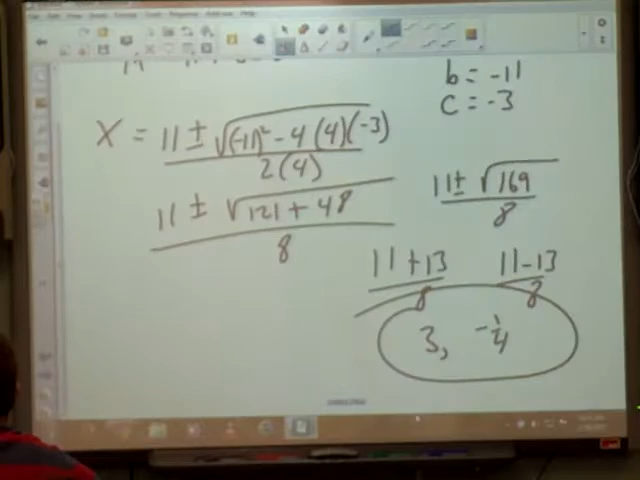 b = -11
c = -3
X = 11 ± √(-11)² - 4(4)(-3)
2(4)
11 ± √169
8
11 ± √121 + 48
8
11 + 13
8
11 - 13
8
3, -1/4